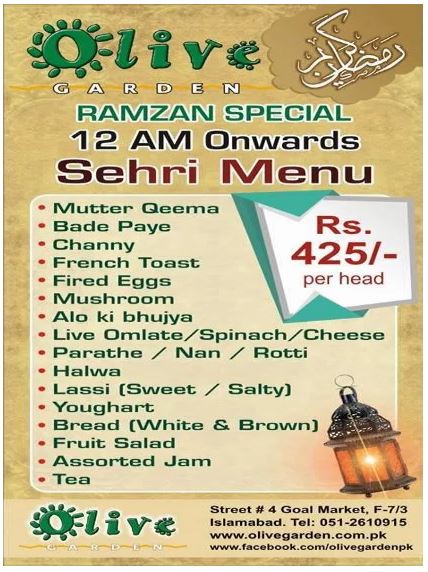 Olive
GARDEN
رمضان كريم
RAMZAN SPECIAL
12 AM Onwards
Sehri Menu
• Mutter Qeema
• Bade Paye
• Channy
• French Toast
• Fired Eggs
• Mushroom
• Alo ki bhujya
• Live Omlate/Spinach/Cheese
• Parathe / Nan / Rotti
• Halwa
• Lassi (Sweet / Salty)
• Youghart
• Bread (White & Brown)
• Fruit Salad
• Assorted Jam
• Tea
Rs.
425/-
per head
Olive
GARDEN
Street # 4 Goal Market, F-7/3
Islamabad. Tel: 051-2610915
www.olivegarden.com.pk
www.facebook.com/olivegardenpk